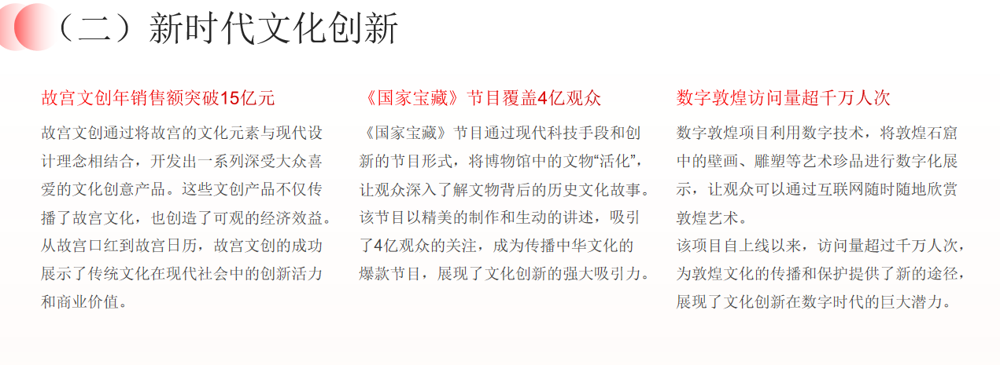 （二）新时代文化创新
故宫文创年销售额突破15亿元
故宫文创通过将故宫的文化元素与现代设
计理念相结合，开发出一系列深受大众喜
爱的文化创意产品。这些文创产品不仅传
播了故宫文化，也创造了可观的经济效益。
从故宫口红到故宫日历，故宫文创的成功
展示了传统文化在现代社会中的创新活力
和商业价值。
《国家宝藏》节目覆盖4亿观众
《国家宝藏》节目通过现代科技手段和创
新的节目形式，将博物馆中的文物“活化”，
让观众深入了解文物背后的历史文化故事。
该节目以精美的制作和生动的讲述，吸引
了4亿观众的关注，成为传播中华文化的
爆款节目，展现了文化创新的强大吸引力。
数字敦煌访问量超千万人次
数字敦煌项目利用数字技术，将敦煌石窟
中的壁画、雕塑等艺术珍品进行数字化展
示，让观众可以通过互联网随时随地欣赏
敦煌艺术。
该项目自上线以来，访问量超过千万人次，
为敦煌文化的传播和保护提供了新的途径，
展现了文化创新在数字时代的巨大潜力。